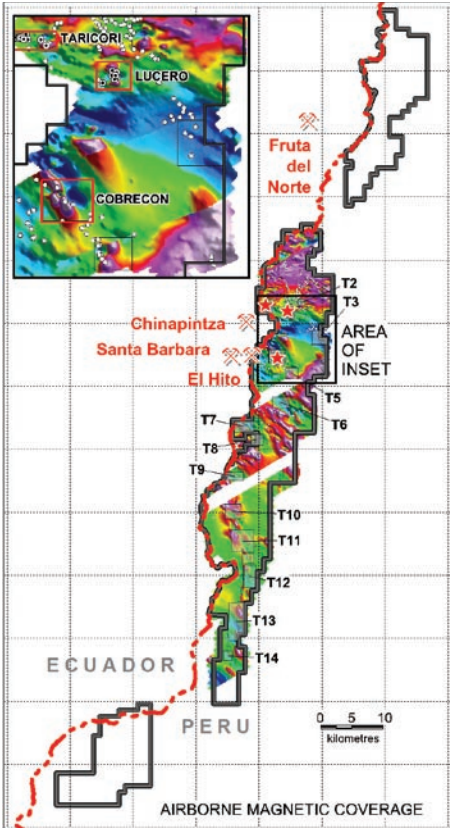 TARICORI
LUCERO
COBRECON
Fruta
del
Norte
T2
T3
Chinapintza
AREA
OF
INSET
Santa Barbara
El Hito
T5
T6
T7
T8
T9
T10
T11
T12
T13
T14
ECUADOR
PERU
0 5 10
kilometres
AIRBORNE MAGNETIC COVERAGE